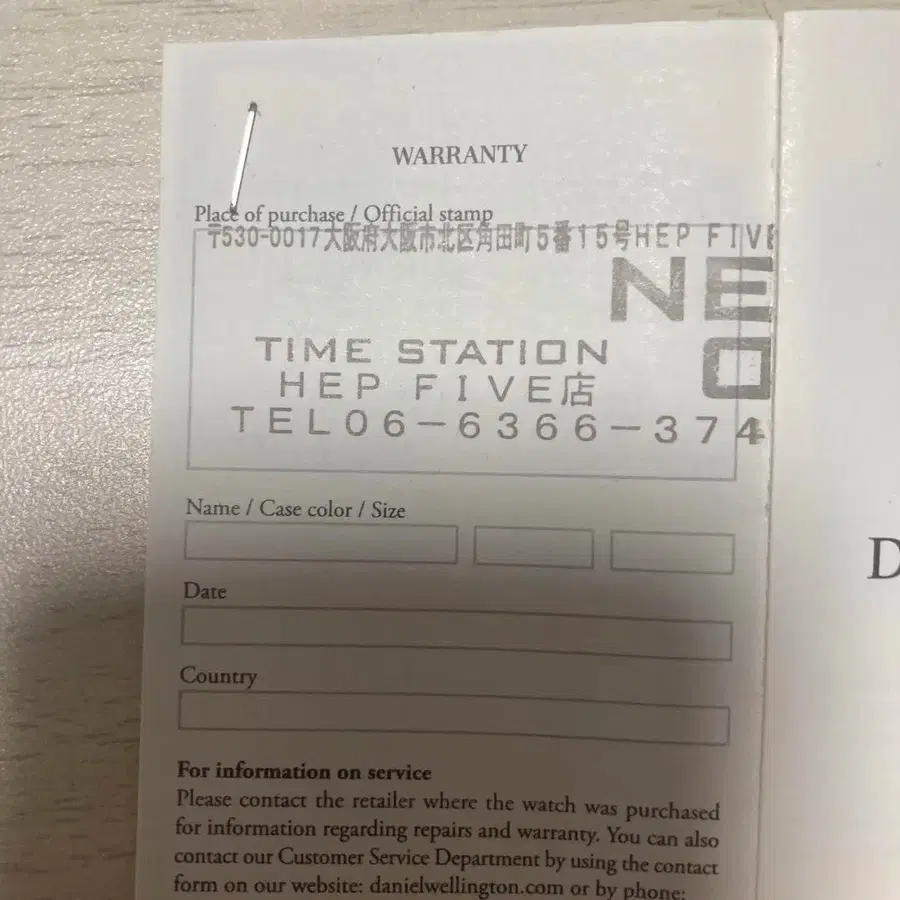 WARRANTY
Place of purchase / Official stamp
〒530-0017大阪府大阪市北区角田町5番15号HEP FIVE
NE
TIME STATION
HEP FIVE店
TEL06-6366-374
Name / Case color / Size
Date
Country
For information on service
Please contact the retailer where the watch was purchased
for information regarding repairs and warranty. You can also
contact our Customer Service Department by using the contact
form on our website: danielwellington.com or by phone:
D